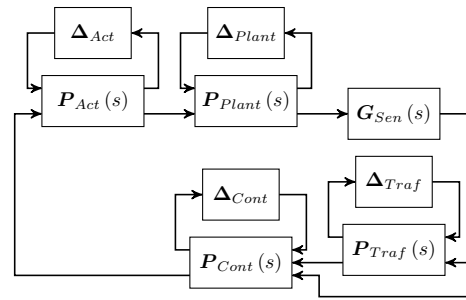 Δ_Act
Δ_Plant
P_Act(s)
P_Plant(s)
G_Sen(s)
Δ_Cont
Δ_Traf
P_Cont(s)
P_Traf(s)